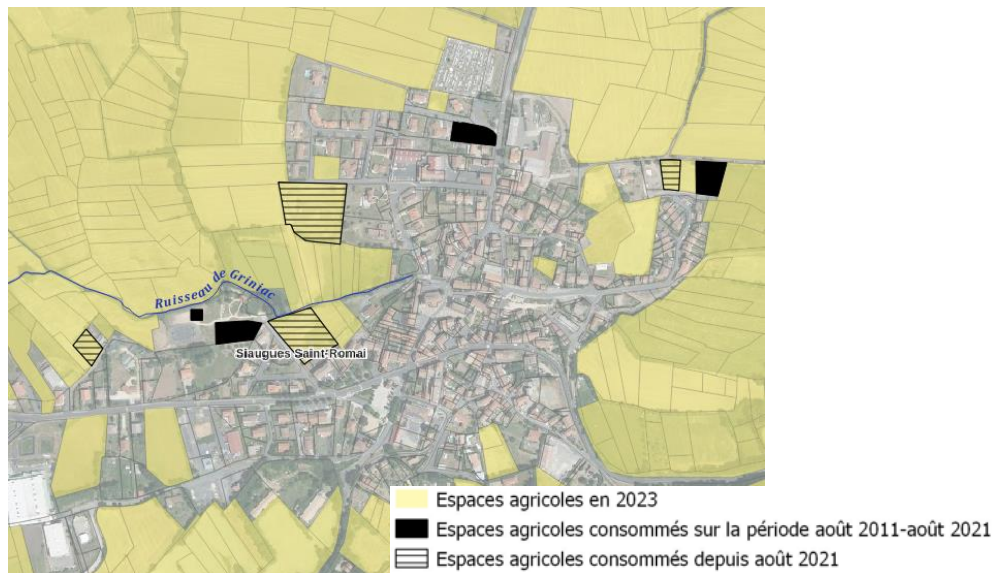 Ruisseau de Griniac
Siaugues Saint-Romai
Espaces agricoles en 2023
Espaces agricoles consommés sur la période août 2011-août 2021
Espaces agricoles consommés depuis août 2021